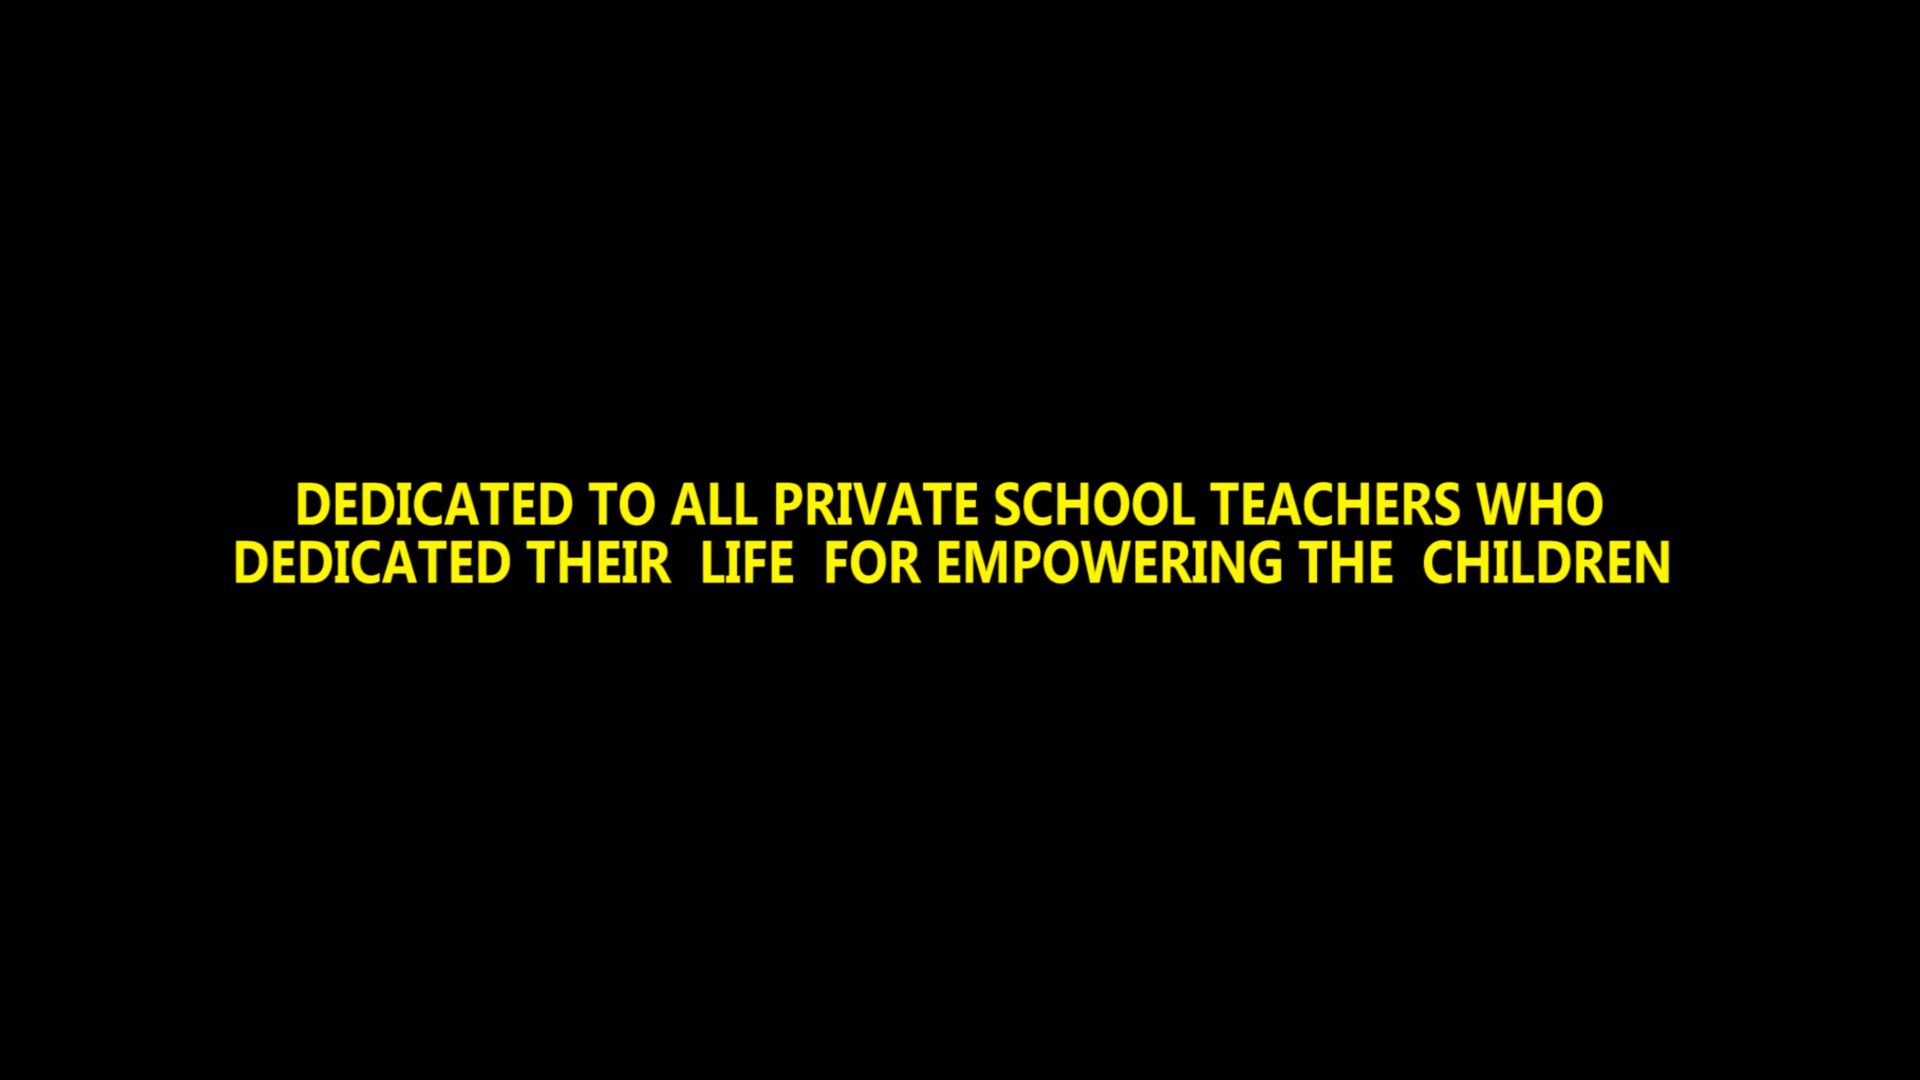 DEDICATED TO ALL PRIVATE SCHOOL TEACHERS WHO
DEDICATED THEIR  LIFE  FOR EMPOWERING THE  CHILDREN